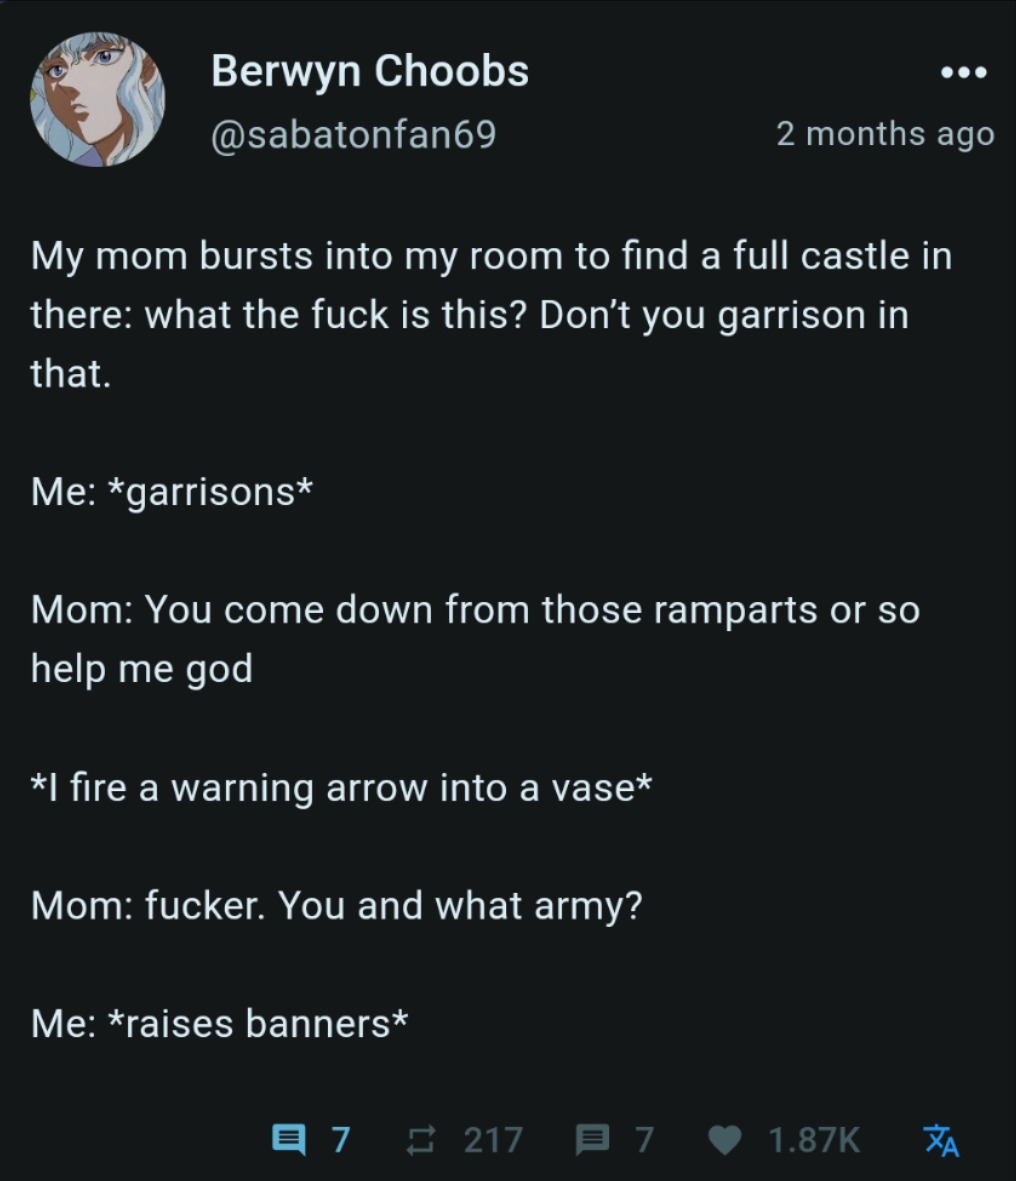 Berwyn Choobs
@sabatonfan69
2 months ago
My mom bursts into my room to find a full castle in
there: what the fuck is this? Don’t you garrison in
that.
Me: *garrisons*
Mom: You come down from those ramparts or so
help me god
*I fire a warning arrow into a vase*
Mom: fucker. You and what army?
Me: *raises banners*
7 217 7 1.87K